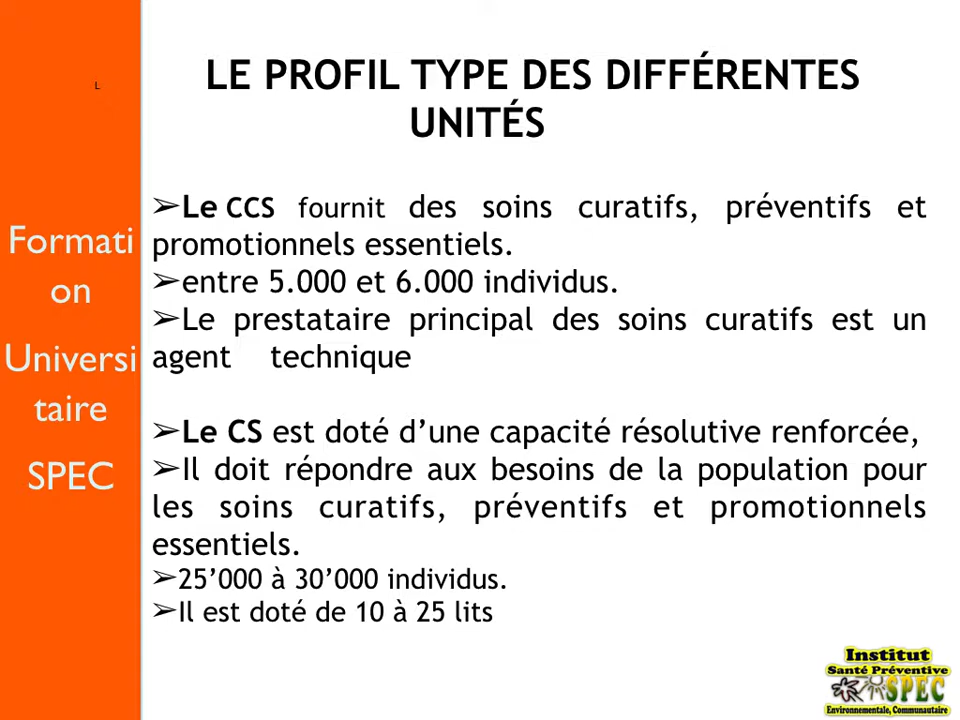 L
LE PROFIL TYPE DES DIFFÉRENTES
UNITÉS
Formati
on
Universi
taire
SPEC
➢Le CCS fournit des soins curatifs, préventifs et
promotionnels essentiels.
➢entre 5.000 et 6.000 individus.
➢Le prestataire principal des soins curatifs est un
agent technique
➢Le CS est doté d’une capacité résolutive renforcée,
➢Il doit répondre aux besoins de la population pour
les soins curatifs, préventifs et promotionnels
essentiels.
➢25’000 à 30’000 individus.
➢Il est doté de 10 à 25 lits
Institut
Santé Préventive
SPEC
Environnementale, Communautaire